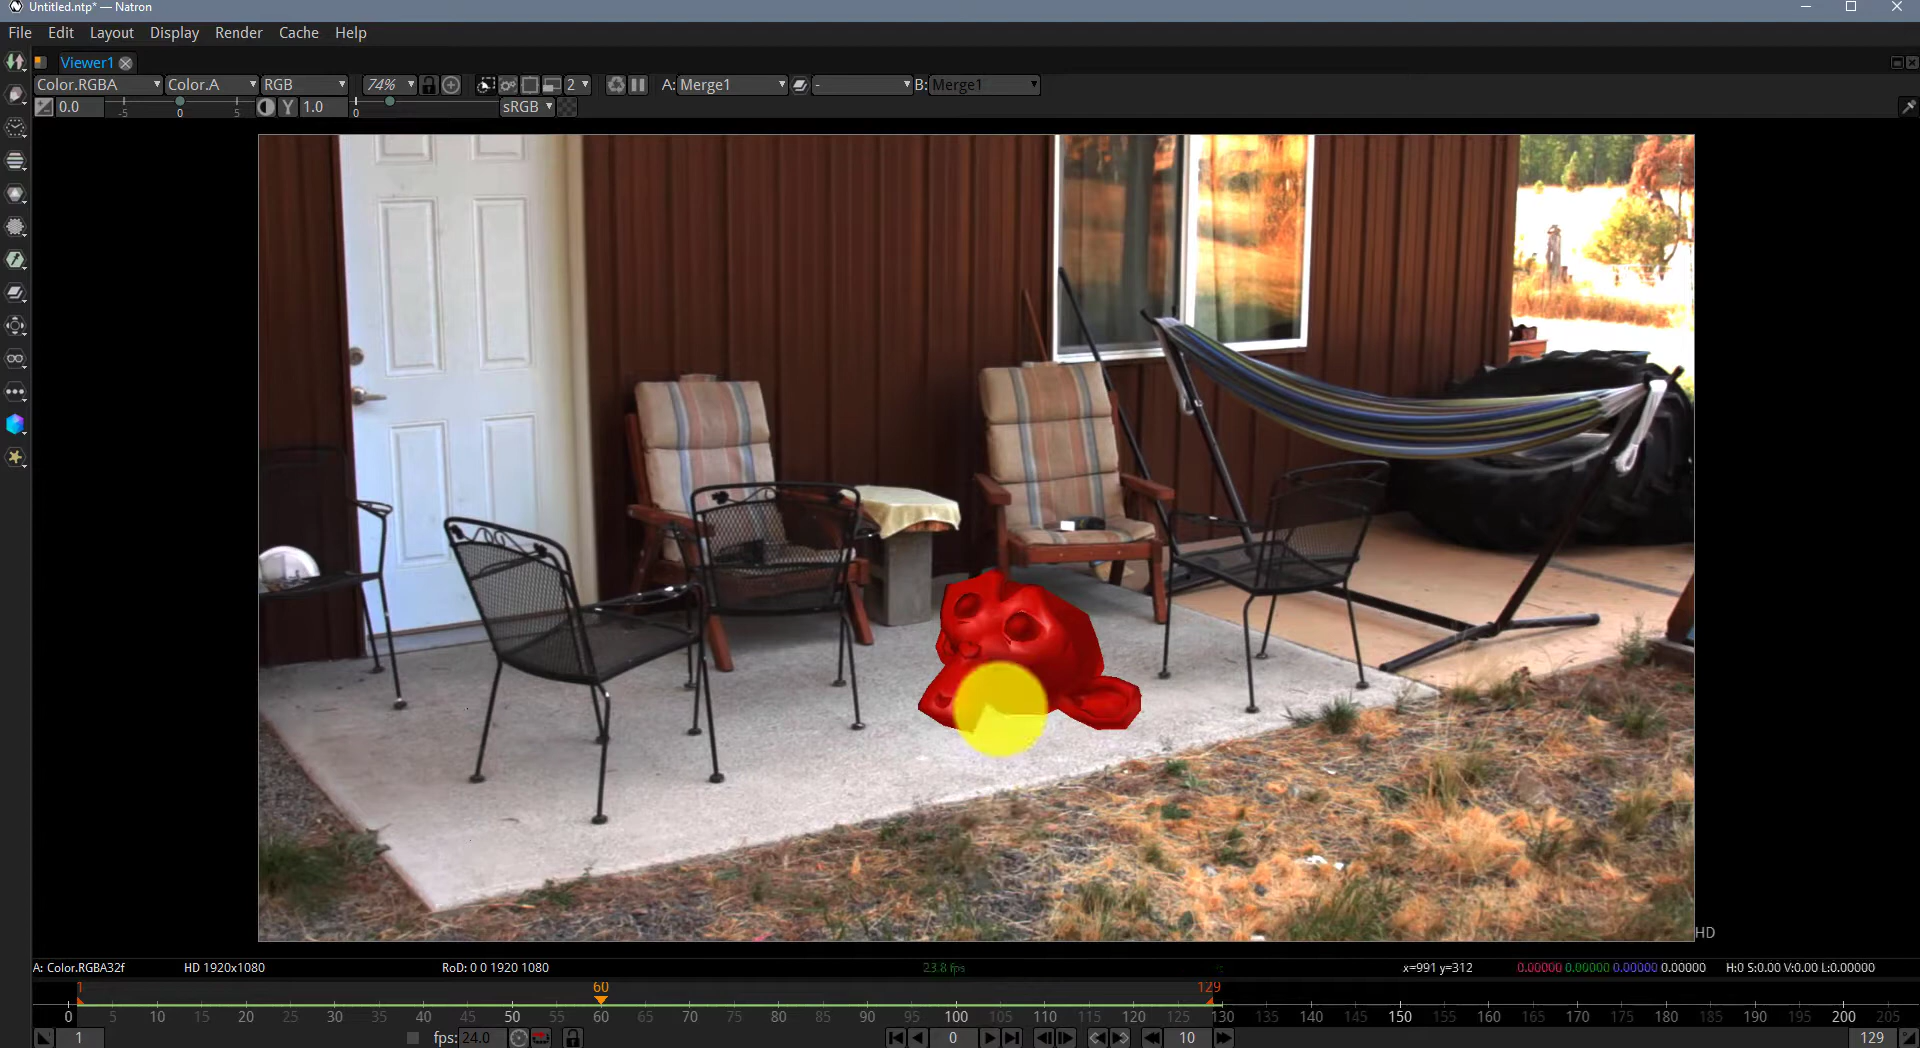 Untitled.ntp* — Natron
File Edit Layout Display Render Cache Help
Viewer1
Color.RGBA Color.A RGB 74% 2 A: Merge1 - B: Merge1
0.0 -5 0 5 Y 1.0 0 sRGB
HD
A: Color.RGBA32f HD 1920x1080 RoD: 0 0 1920 1080 23.8 fps x=991 y=312 0.00000 0.00000 0.00000 0.00000 H:0 S:0.00 V:0.00 L:0.00000
1 60 129
0 5 10 15 20 25 30 35 40 45 50 55 60 65 70 75 80 85 90 95 100 105 110 115 120 125 130 135 140 145 150 155 160 165 170 175 180 185 190 195 200 205
1 fps: 24.0 0 10 129